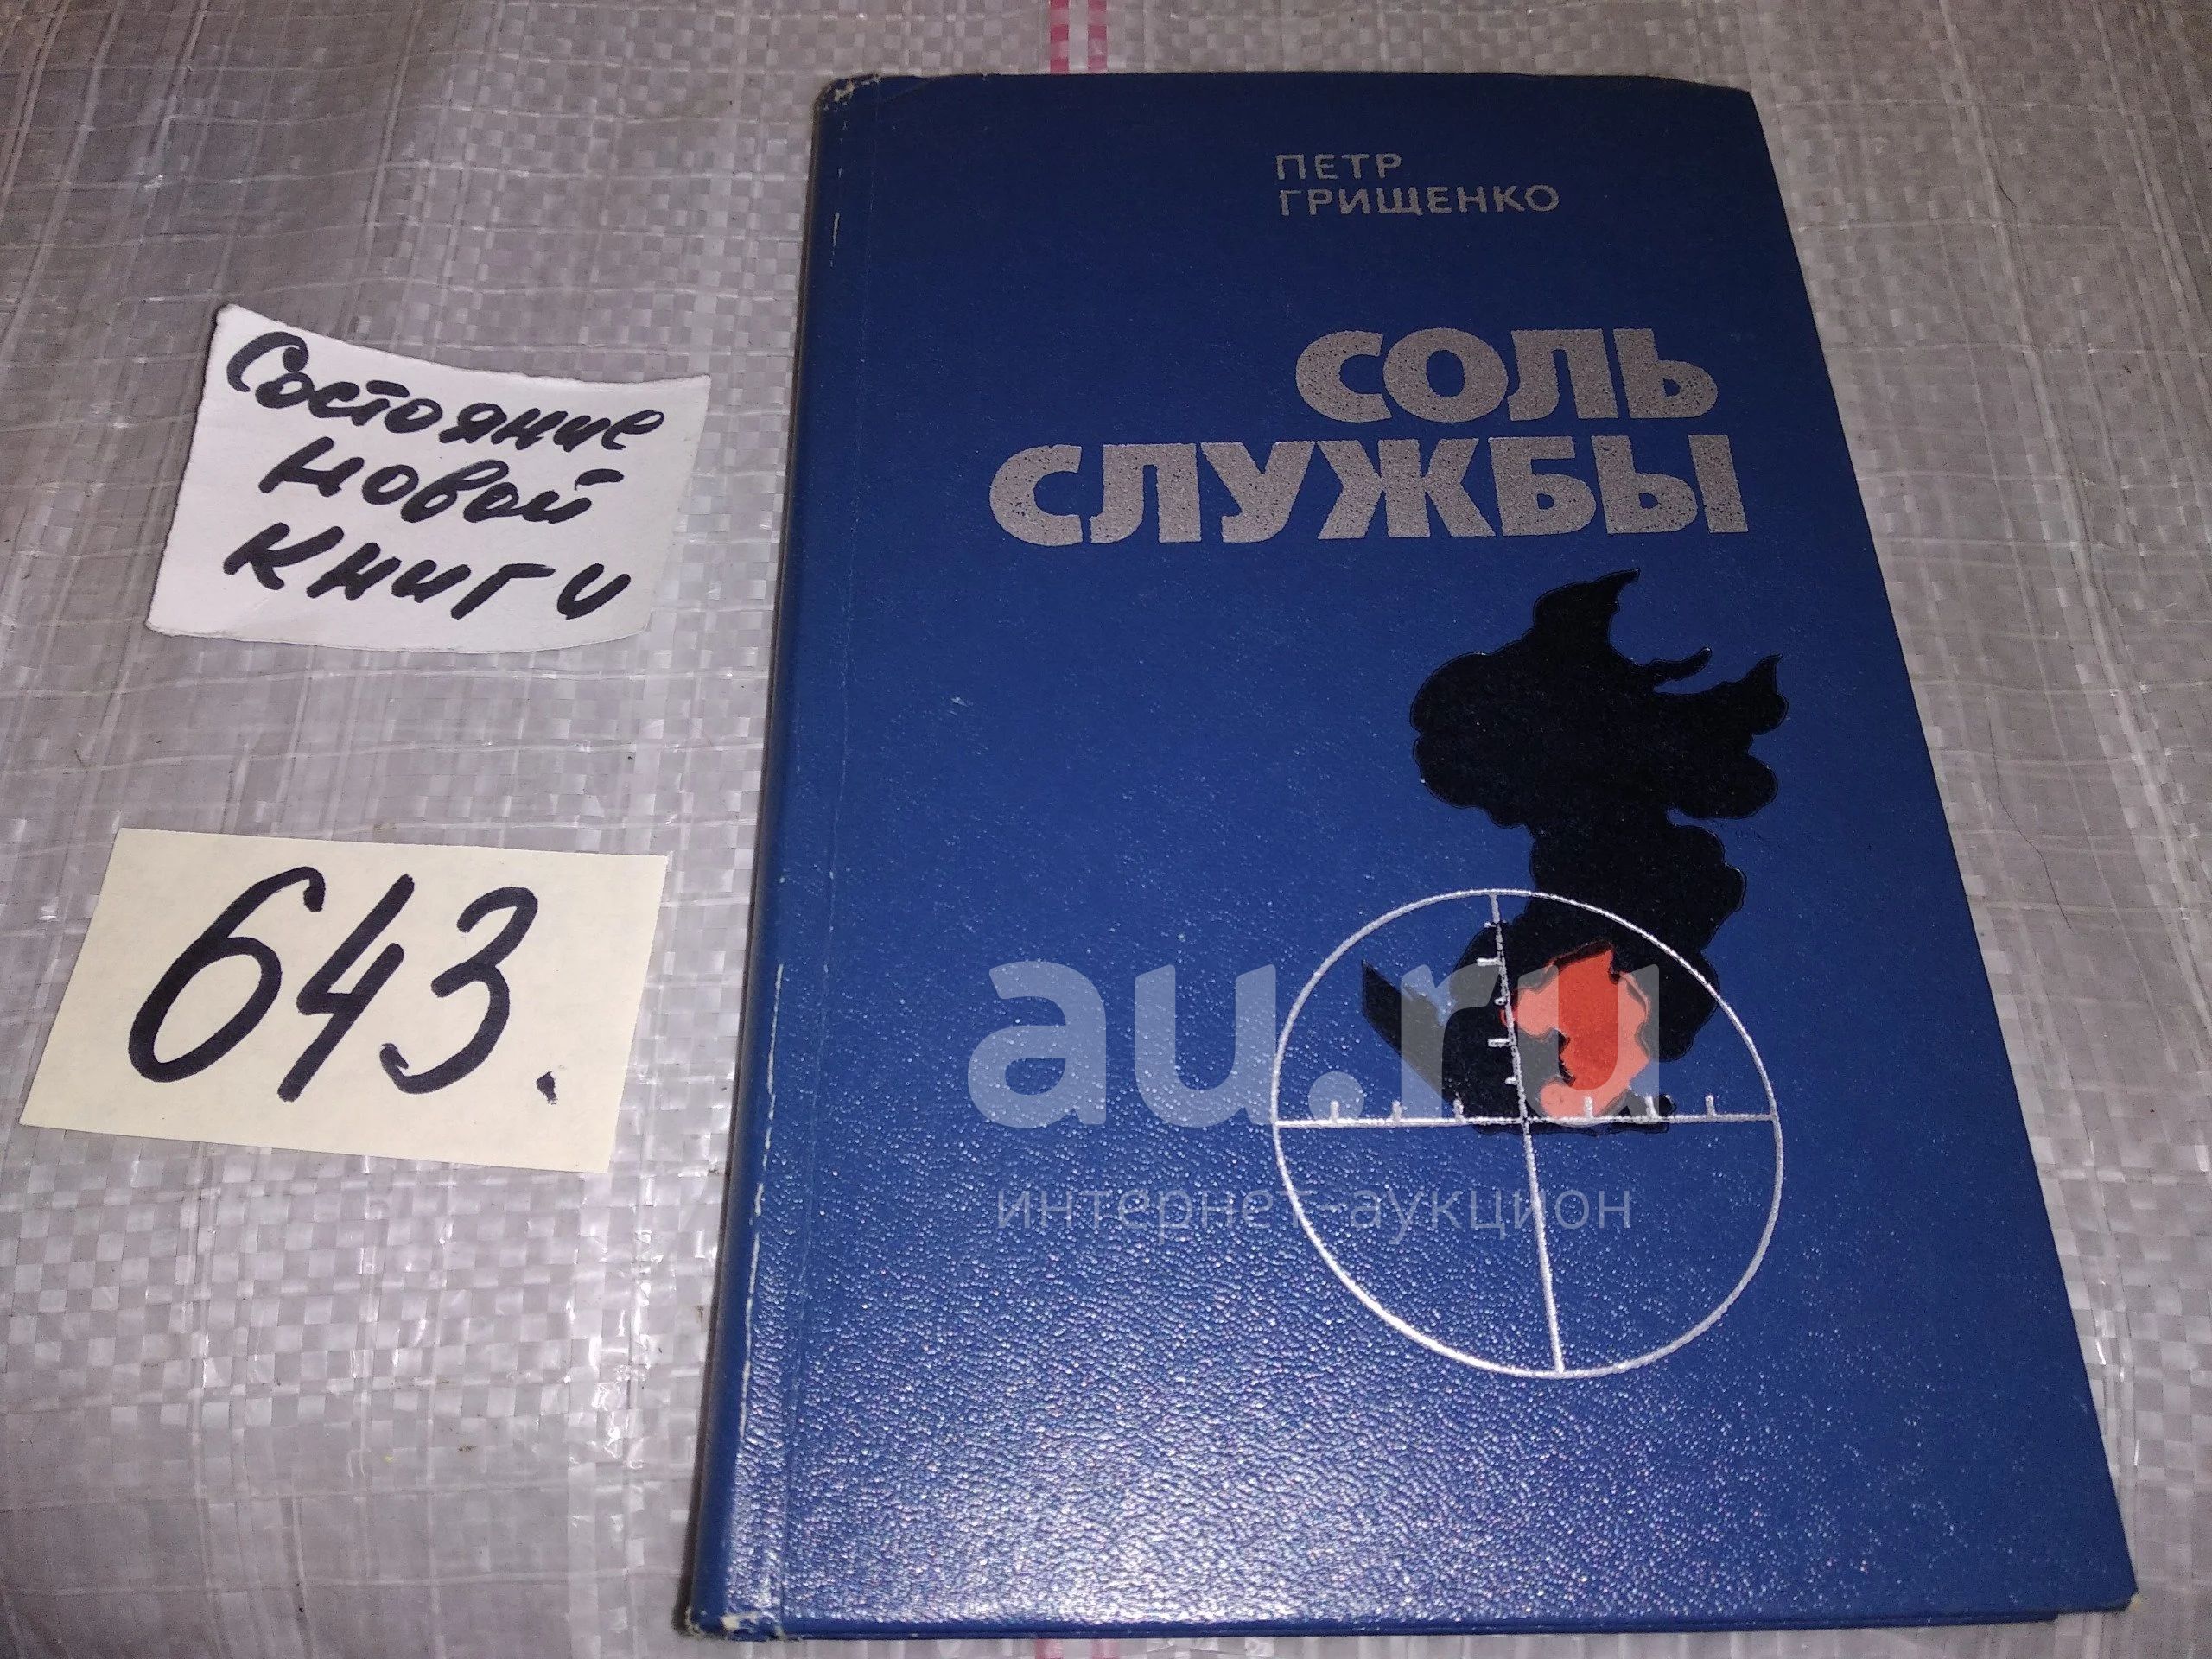 ПЕТР
ГРИЩЕНКО
СОЛЬ
СЛУЖБЫ
Состояние
новой
книги
643.
au.ru
интернет-аукцион